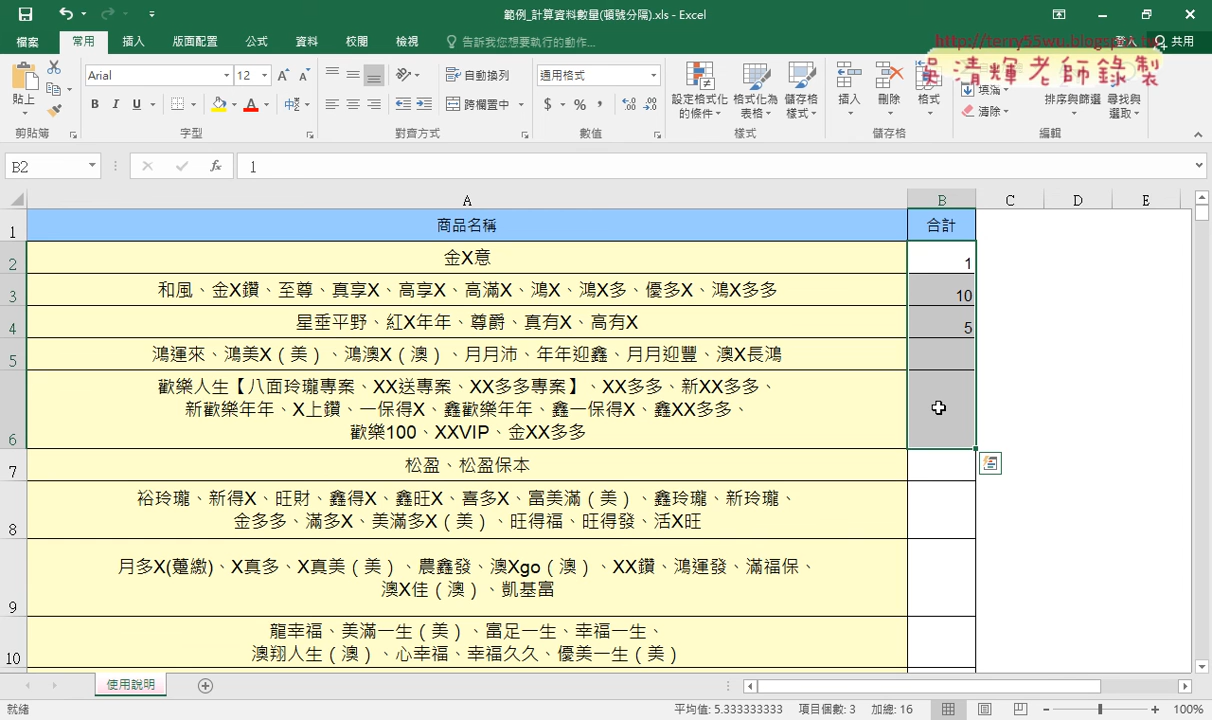 範例_計算資料數量(頓號分隔).xls - Excel
檔案 常用 插入 版面配置 公式 資料 校閱 檢視 告訴我您想要執行的動作... 登入 共用
http://terry55wu.blogspot.tw
吳清輝老師錄製
貼上 Arial 12 自動換列 通用格式 設定格式化的條件 格式化為表格 儲存格樣式 插入 刪除 格式 填滿 清除 排序與篩選 尋找與選取
B I U 跨欄置中 $ % ,
剪貼簿 字型 對齊方式 數值 樣式 儲存格 編輯
B2 fx 1
A B C D E
1 商品名稱 合計
2 金X意 1
3 和風、金X鑽、至尊、真享X、高享X、高滿X、鴻X、鴻X多、優多X、鴻X多多 10
4 星垂平野、紅X年年、尊爵、真有X、高有X 5
5 鴻運來、鴻美X（美）、鴻澳X（澳）、月月沛、年年迎鑫、月月迎豐、澳X長鴻
歡樂人生【八面玲瓏專案、XX送專案、XX多多專案】、XX多多、新XX多多、
新歡樂年年、X上鑽、一保得X、鑫歡樂年年、鑫一保得X、鑫XX多多、
6 歡樂100、XXVIP、金XX多多
7 松盈、松盈保本
裕玲瓏、新得X、旺財、鑫得X、鑫旺X、喜多X、富美滿（美）、鑫玲瓏、新玲瓏、
8 金多多、滿多X、美滿多X（美）、旺得福、旺得發、活X旺
月多X(躉繳)、X真多、X真美（美）、農鑫發、澳Xgo（澳）、XX鑽、鴻運發、滿福保、
9 澳X佳（澳）、凱基富
龍幸福、美滿一生（美）、富足一生、幸福一生、
10 澳翔人生（澳）、心幸福、幸福久久、優美一生（美）
使用說明
就緒 平均值: 5.333333333 項目個數: 3 加總: 16 100%